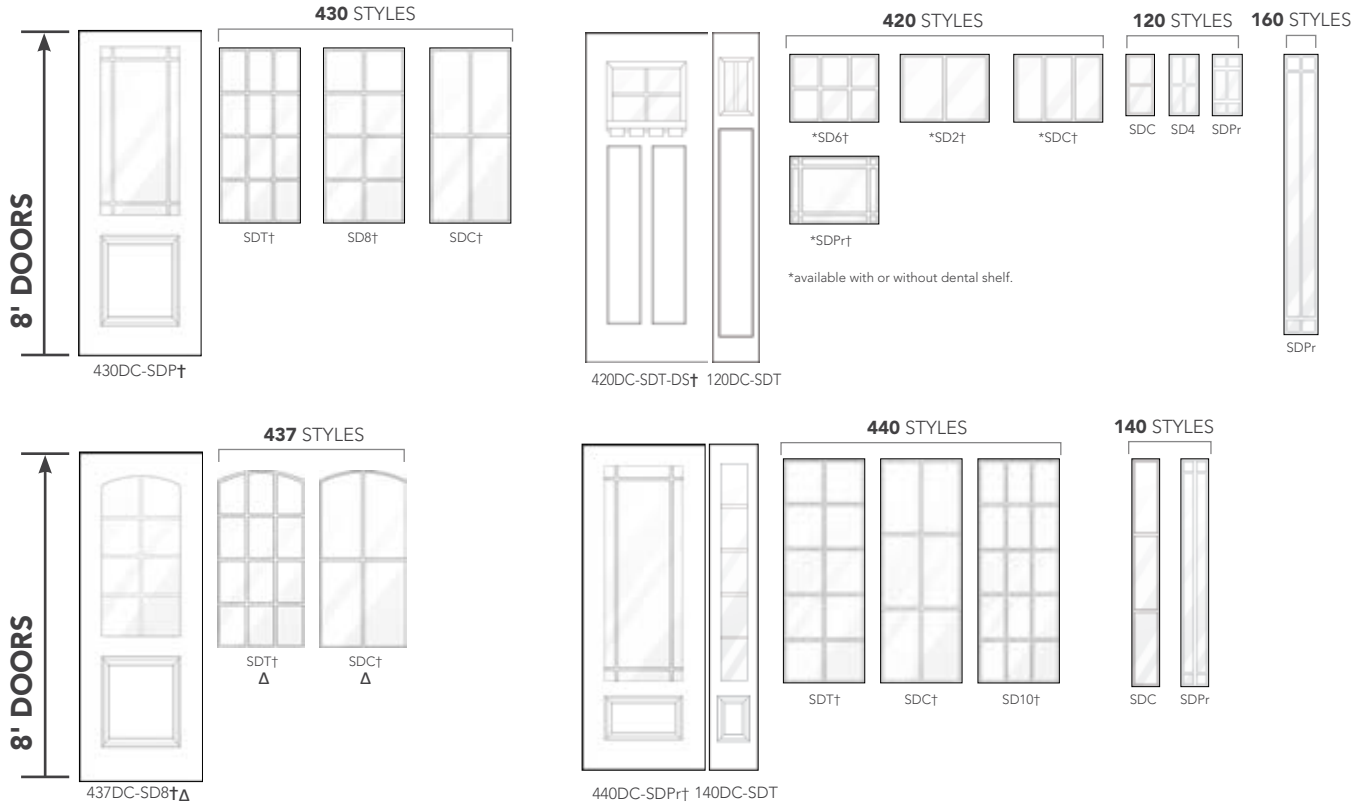 430 STYLES
8' DOORS
SDT†
SD8†
SDC†
430DC-SDP†
420 STYLES
120 STYLES
160 STYLES
*SD6†
*SD2†
*SDC†
SDC
SD4
SDPr
*SDPr†
*available with or without dental shelf.
SDPr
420DC-SDT-DS†
120DC-SDT
437 STYLES
8' DOORS
SDT†
Δ
SDC†
Δ
437DC-SD8†Δ
440 STYLES
140 STYLES
SDT†
SDC†
SD10†
SDC
SDPr
440DC-SDPr†
140DC-SDT